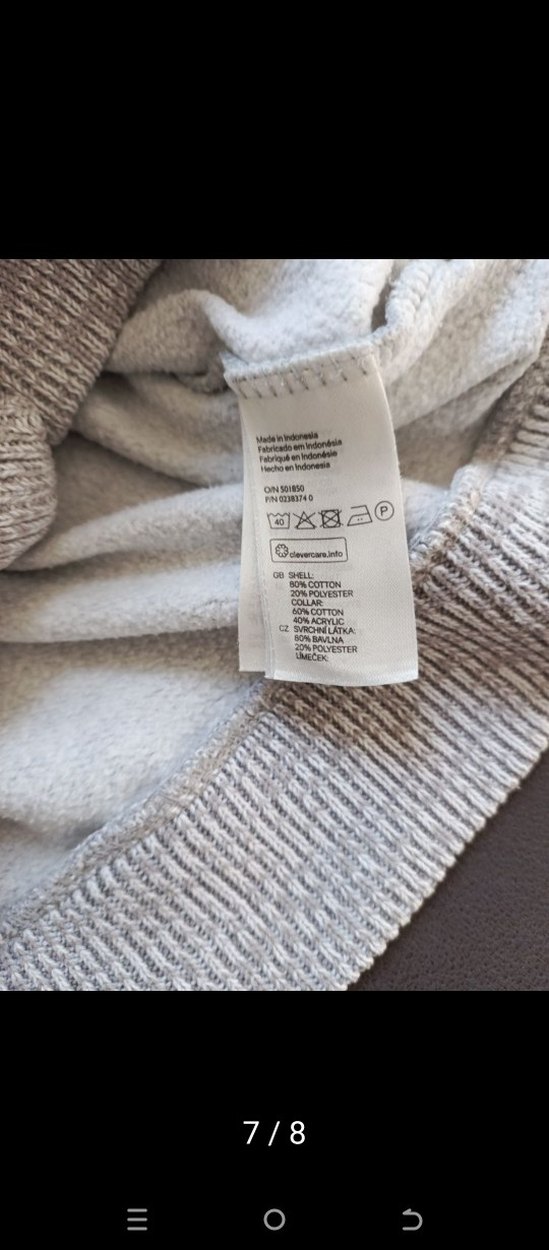 Made in Indonesia
Fabricado em Indonésia
Fabriqué en Indonésie
Hecho en Indonesia
O/N 501850
P/N 0238374 0
40 P
clevercare.info
GB SHELL:
80% COTTON
20% POLYESTER
COLLAR:
60% COTTON
40% ACRYLIC
CZ SVRCHNÍ LÁTKA:
80% BAVLNA
20% POLYESTER
LÍMEČEK:
7 / 8